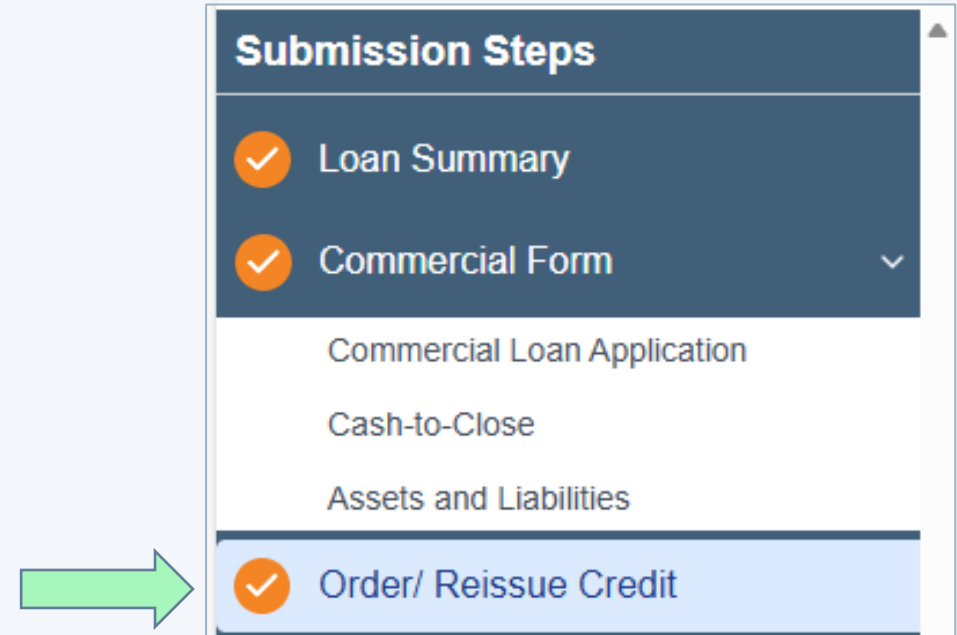 Submission Steps
Loan Summary
Commercial Form
Commercial Loan Application
Cash-to-Close
Assets and Liabilities
Order/ Reissue Credit